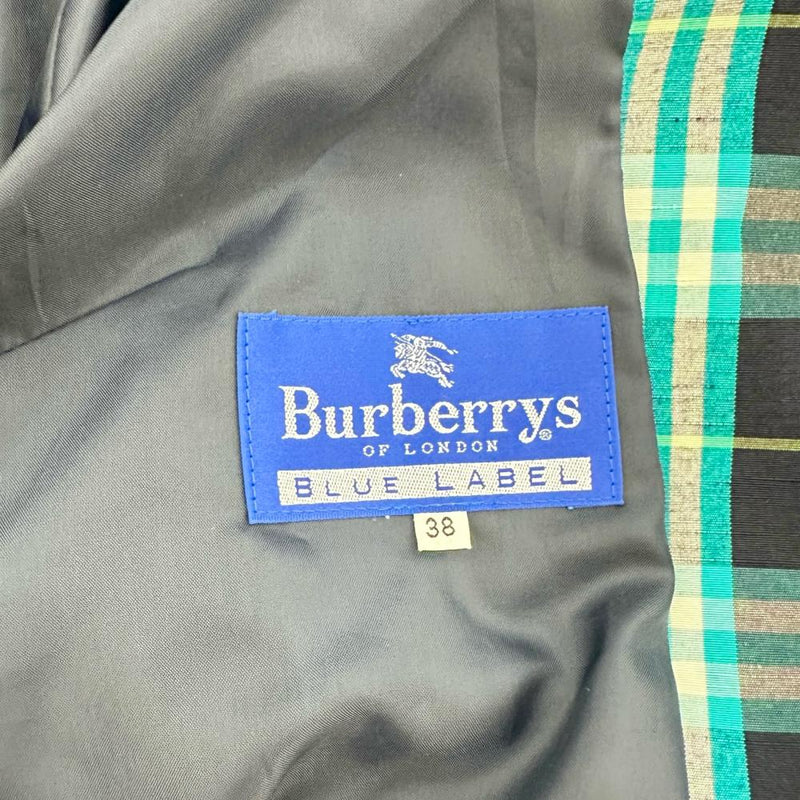 Burberrys®
OF LONDON
BLUE LABEL
38